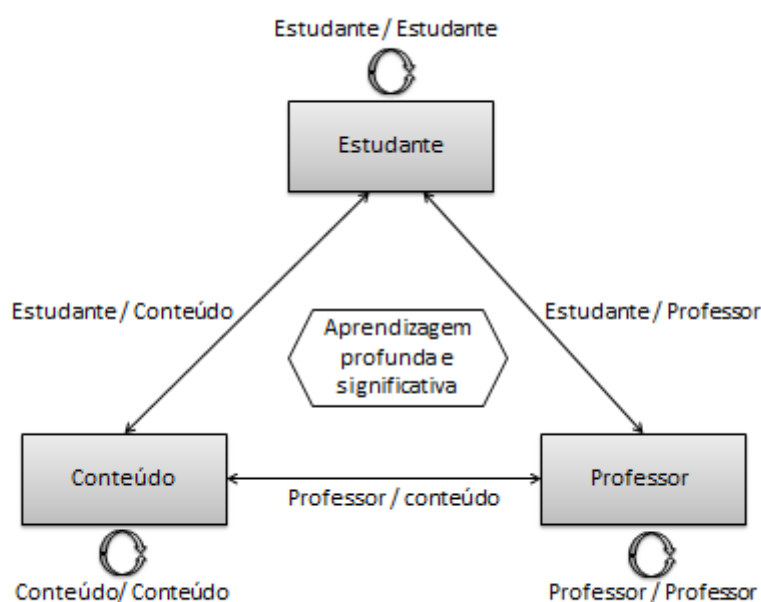 Estudante / Estudante
Estudante
Estudante / Conteúdo
Estudante / Professor
Aprendizagem
profunda e
significativa
Conteúdo
Professor
Professor / conteúdo
Conteúdo/ Conteúdo
Professor / Professor